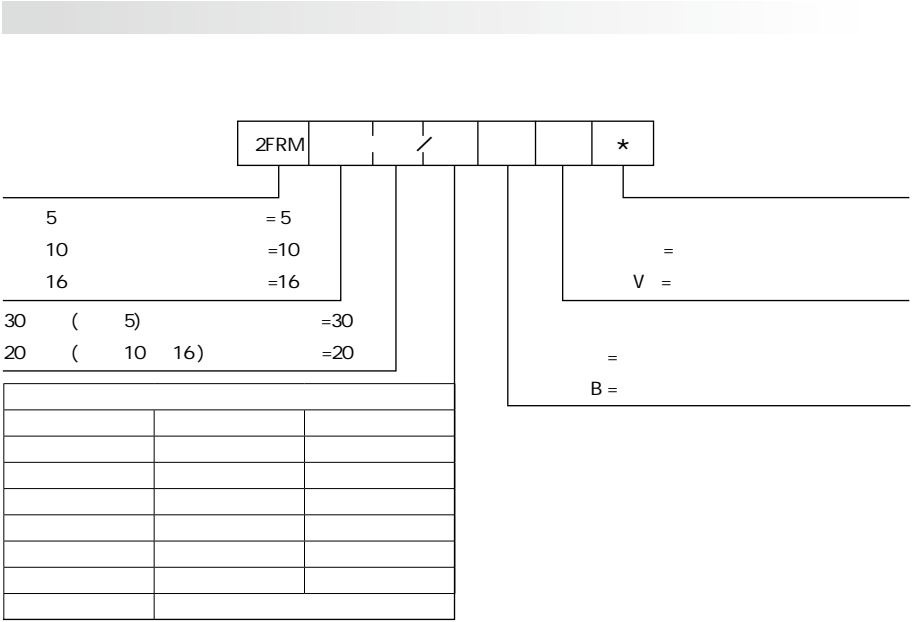 2FRM / *
5 = 5
10 =10
16 =16
30 ( 5) =30
20 ( 10 16) =20
=
V =
=
B =